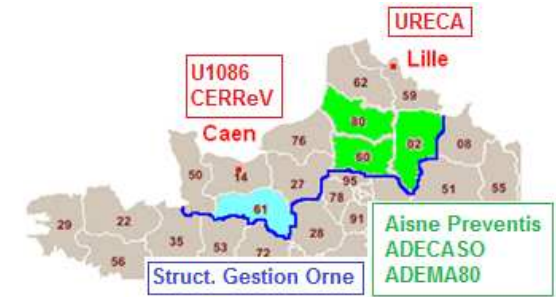 URECA
Lille
U1086
CERReV
Caen
62
59
80
76
60
02
08
50
14
27
95
78
51
55
61
91
29
22
35
53
72
28
56
Struct. Gestion Orne
Aisne Preventis
ADECASO
ADEMA80